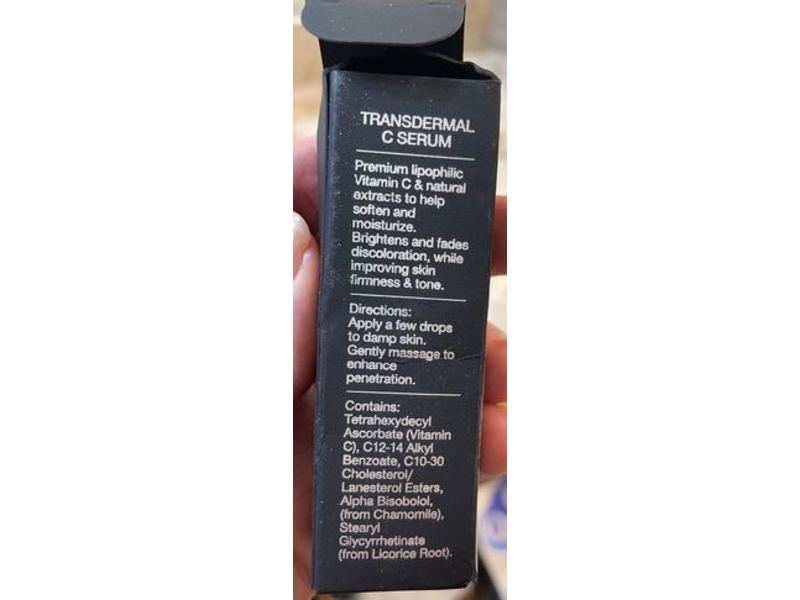 TRANSDERMAL
C SERUM
Premium lipophilic
Vitamin C & natural
extracts to help
soften and
moisturize.
Brightens and fades
discoloration, while
improving skin
firmness & tone.
Directions:
Apply a few drops
to damp skin.
Gently massage to
enhance
penetration.
Contains:
Tetrahexydecyl
Ascorbate (Vitamin
C), C12-14 Alkyl
Benzoate, C10-30
Cholesterol/
Lanesterol Esters,
Alpha Bisobolol,
(from Chamomile),
Stearyl
Glycyrrhetinate
(from Licorice Root).